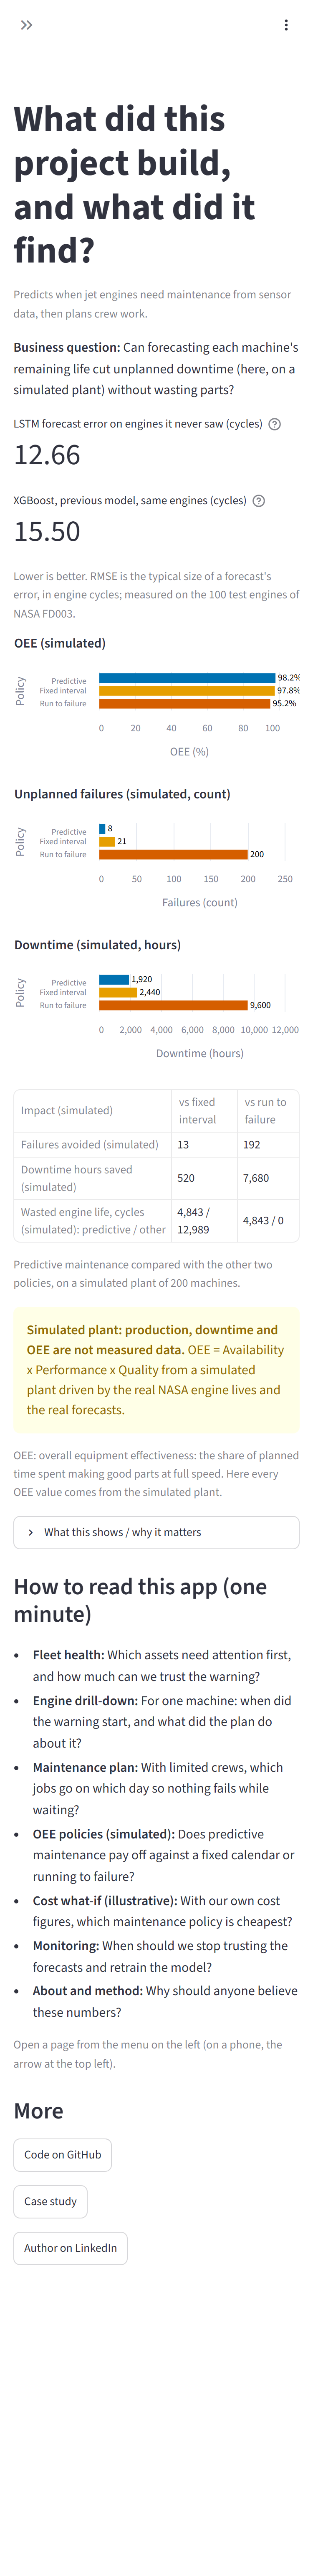 What did this
project build,
and what did it
find?
Predicts when jet engines need maintenance from sensor
data, then plans crew work.
Business question: Can forecasting each machine's
remaining life cut unplanned downtime (here, on a
simulated plant) without wasting parts?
LSTM forecast error on engines it never saw (cycles)
12.66
XGBoost, previous model, same engines (cycles)
15.50
Lower is better. RMSE is the typical size of a forecast's
error, in engine cycles; measured on the 100 test engines of
NASA FD003.
OEE (simulated)
Policy
Predictive 98.2%
Fixed interval 97.8%
Run to failure 95.2%
0 20 40 60 80 100
OEE (%)
Unplanned failures (simulated, count)
Policy
Predictive 8
Fixed interval 21
Run to failure 200
0 50 100 150 200 250
Failures (count)
Downtime (simulated, hours)
Policy
Predictive 1,920
Fixed interval 2,440
Run to failure 9,600
0 2,000 4,000 6,000 8,000 10,000 12,000
Downtime (hours)
Impact (simulated) vs fixed interval vs run to failure
Failures avoided (simulated) 13 192
Downtime hours saved (simulated) 520 7,680
Wasted engine life, cycles (simulated): predictive / other 4,843 / 12,989 4,843 / 0
Predictive maintenance compared with the other two
policies, on a simulated plant of 200 machines.
Simulated plant: production, downtime and
OEE are not measured data. OEE = Availability
x Performance x Quality from a simulated
plant driven by the real NASA engine lives and
the real forecasts.
OEE: overall equipment effectiveness: the share of planned
time spent making good parts at full speed. Here every
OEE value comes from the simulated plant.
What this shows / why it matters
How to read this app (one
minute)
• Fleet health: Which assets need attention first,
and how much can we trust the warning?
• Engine drill-down: For one machine: when did
the warning start, and what did the plan do
about it?
• Maintenance plan: With limited crews, which
jobs go on which day so nothing fails while
waiting?
• OEE policies (simulated): Does predictive
maintenance pay off against a fixed calendar or
running to failure?
• Cost what-if (illustrative): With our own cost
figures, which maintenance policy is cheapest?
• Monitoring: When should we stop trusting the
forecasts and retrain the model?
• About and method: Why should anyone believe
these numbers?
Open a page from the menu on the left (on a phone, the
arrow at the top left).
More
Code on GitHub
Case study
Author on LinkedIn